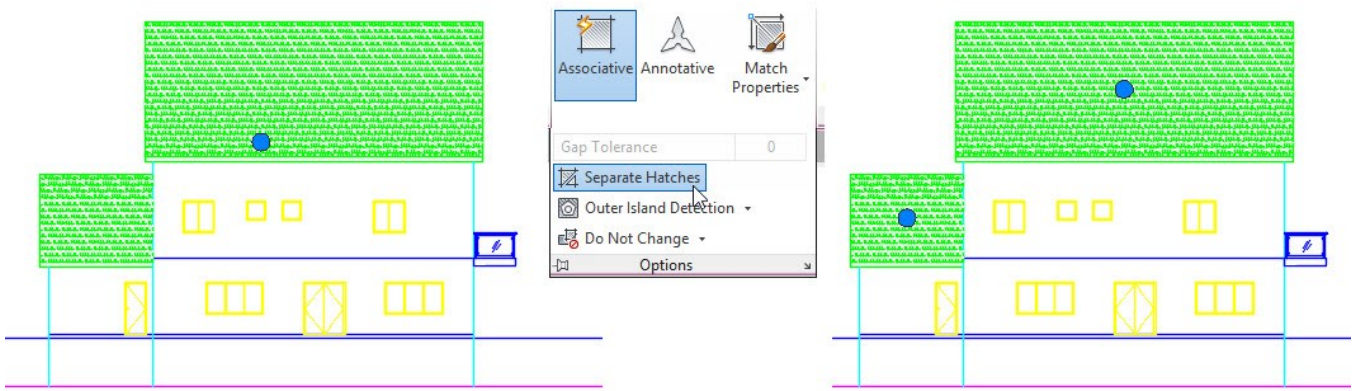 Associative Annotative Match
Properties
Gap Tolerance 0
Separate Hatches
Outer Island Detection
Do Not Change
Options